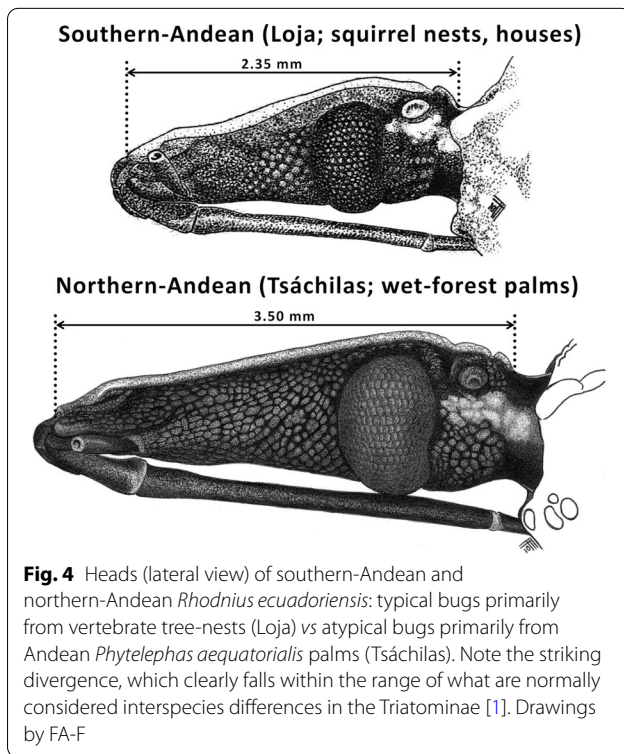 Southern-Andean (Loja; squirrel nests, houses)
2.35 mm
Northern-Andean (Tsáchilas; wet-forest palms)
3.50 mm
Fig. 4 Heads (lateral view) of southern-Andean and
northern-Andean Rhodnius ecuadoriensis: typical bugs primarily
from vertebrate tree-nests (Loja) vs atypical bugs primarily from
Andean Phytelephas aequatorialis palms (Tsáchilas). Note the striking
divergence, which clearly falls within the range of what are normally
considered interspecies differences in the Triatominae [1]. Drawings
by FA-F